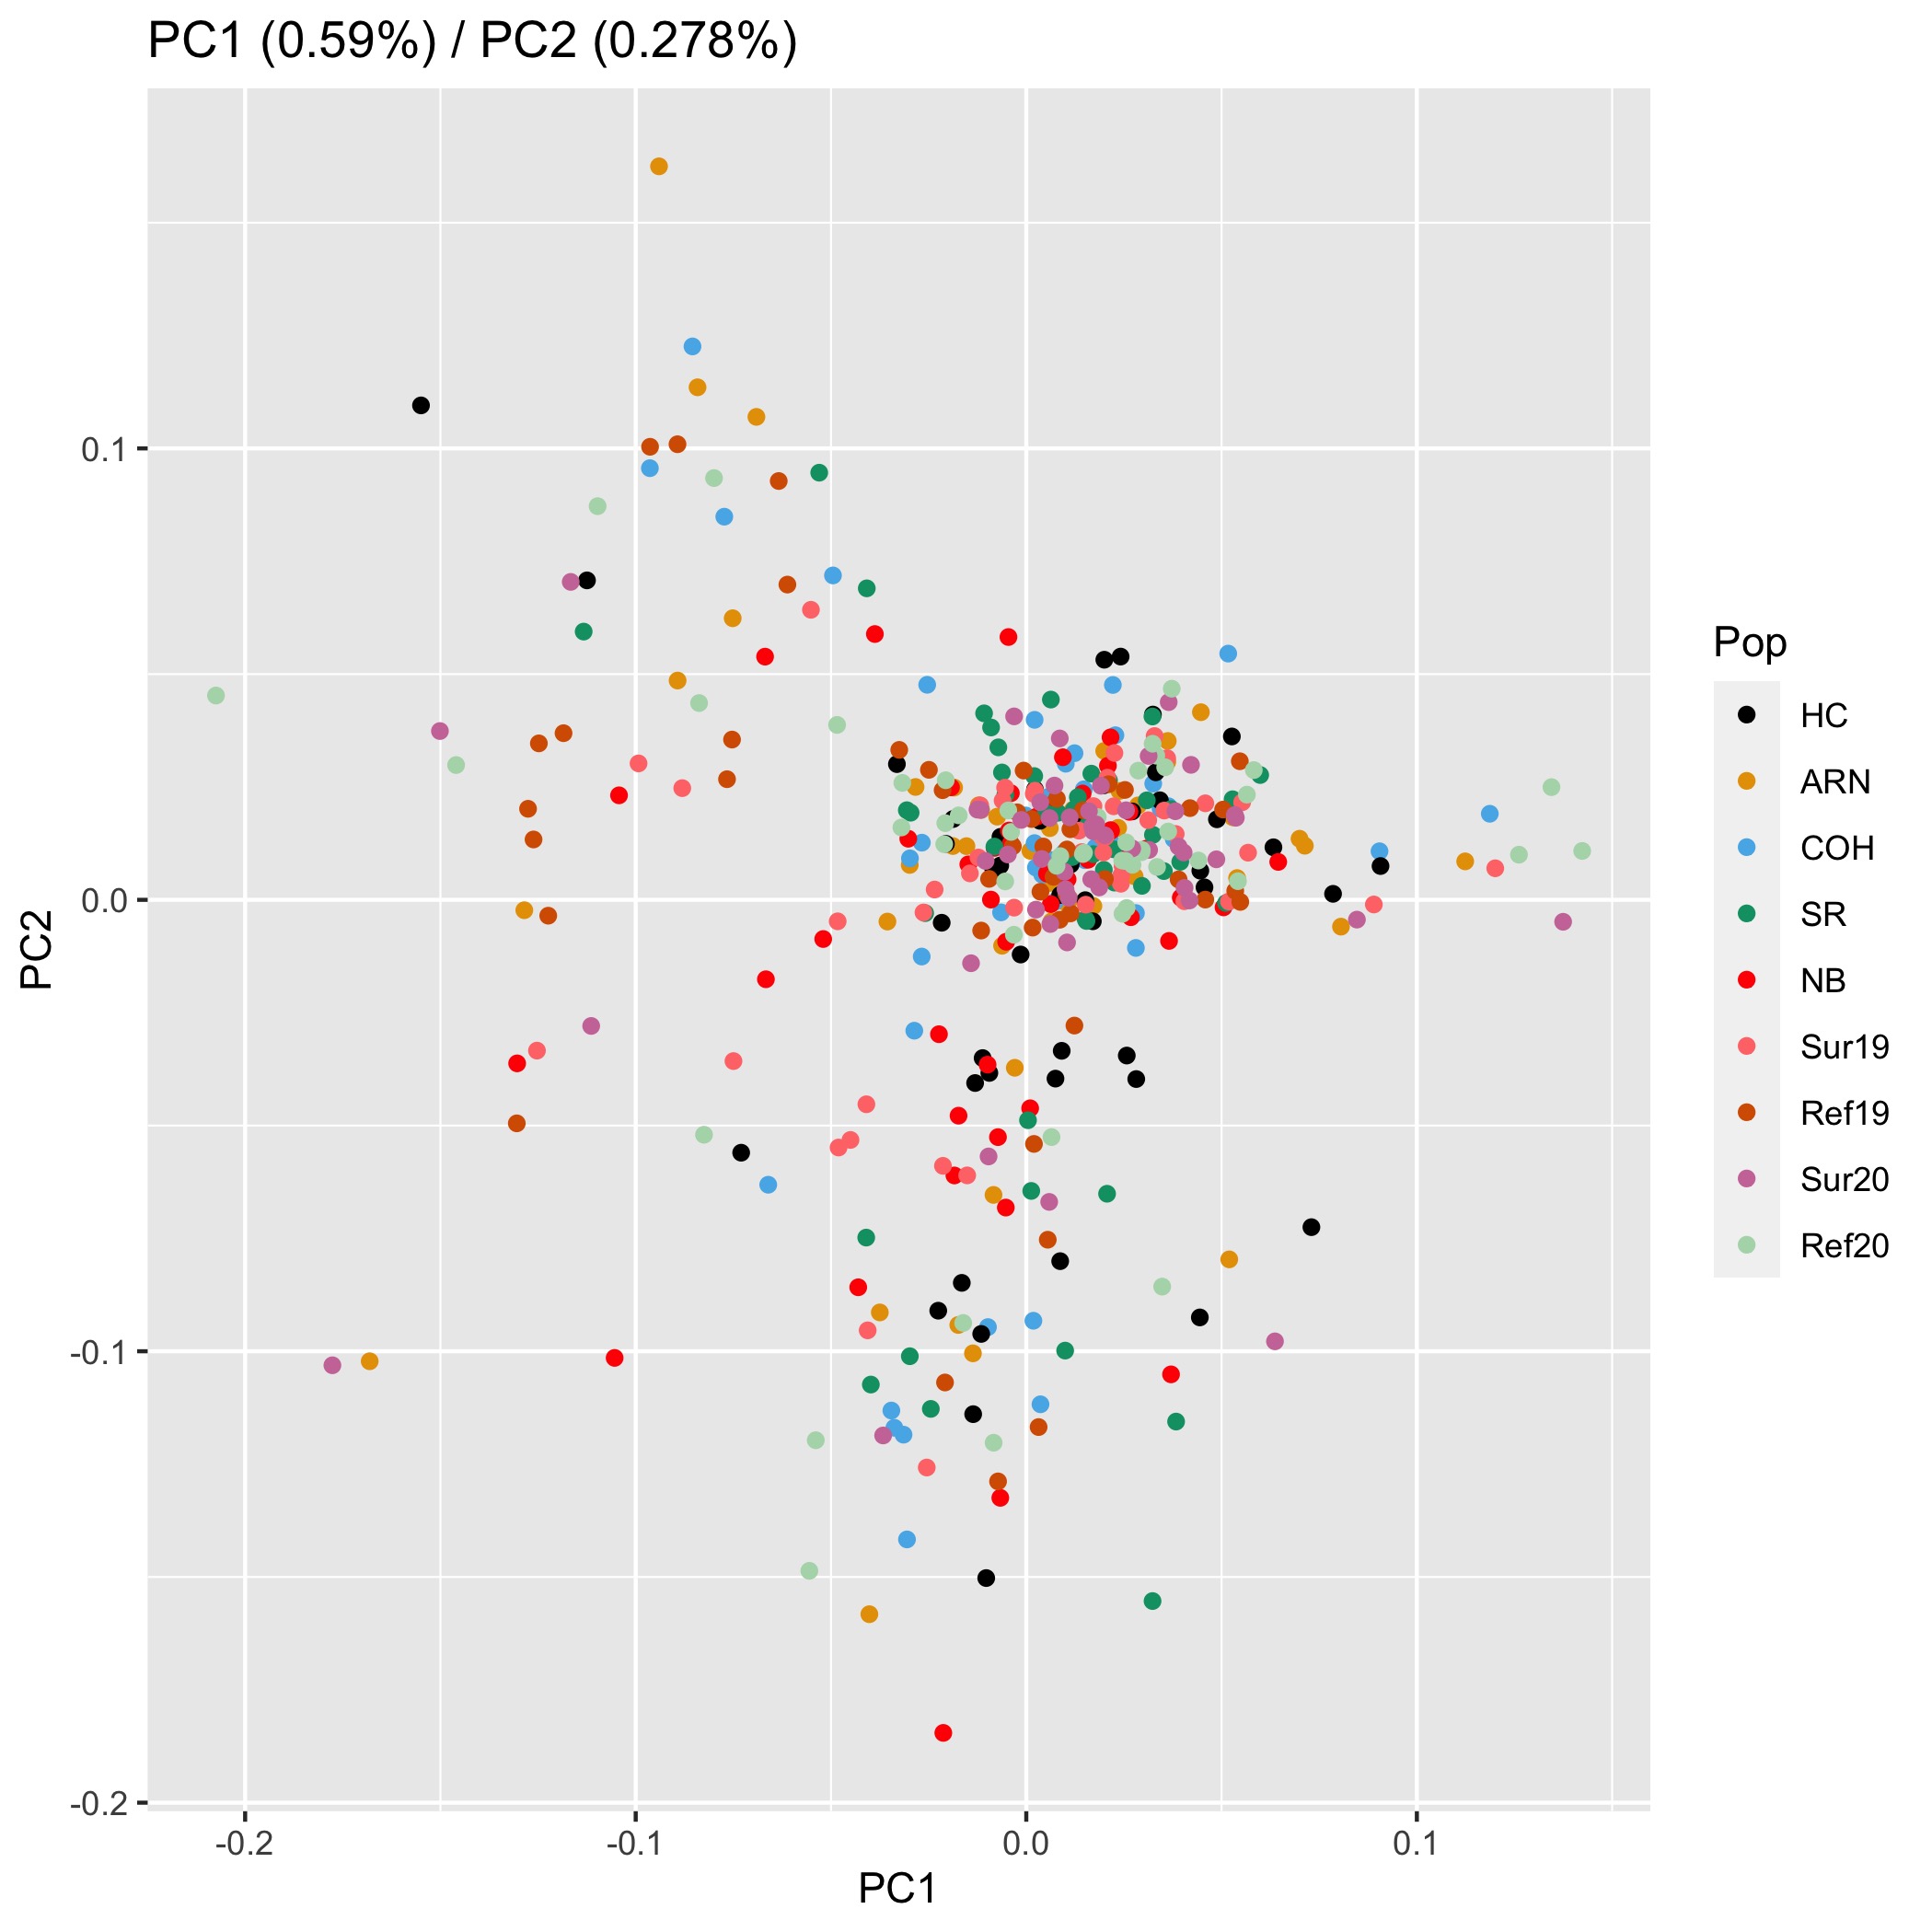 PC1 (0.59%) / PC2 (0.278%)
0.1
0.0
-0.1
-0.2
PC2
-0.2
-0.1
0.0
0.1
PC1
Pop
HC
ARN
COH
SR
NB
Sur19
Ref19
Sur20
Ref20